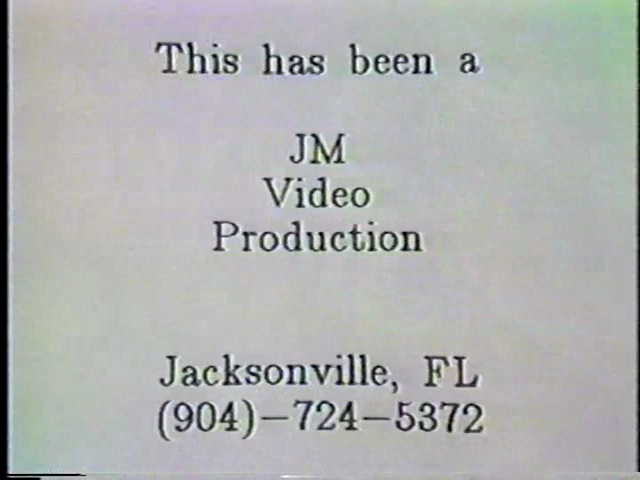 This has been a
JM
Video
Production
Jacksonville, FL
(904)-724-5372